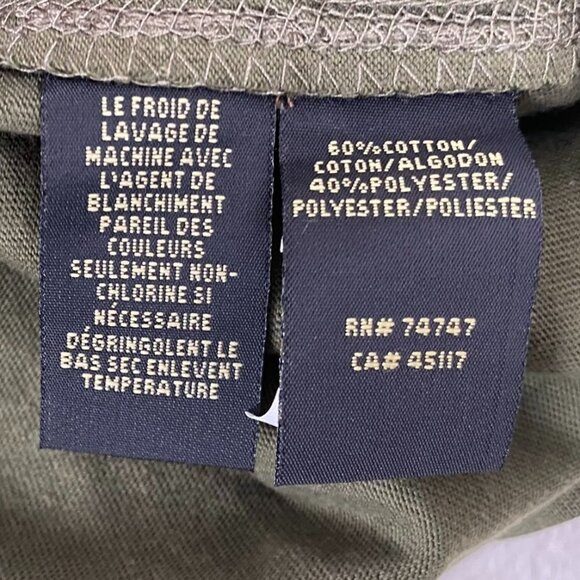 LE FROID DE
LAVAGE DE
MACHINE AVEC
L'AGENT DE
BLANCHIMENT
PAREIL DES
COULEURS
SEULEMENT NON-
CHLORINE SI
NÉCESSAIRE
DÉGRINGOLENT LE
BAS SEC ENLEVENT
TEMPERATURE
60%COTTON/
COTON/ALGODON
40%POLYESTER/
POLYESTER/POLIESTER
RN# 74747
CA# 45117